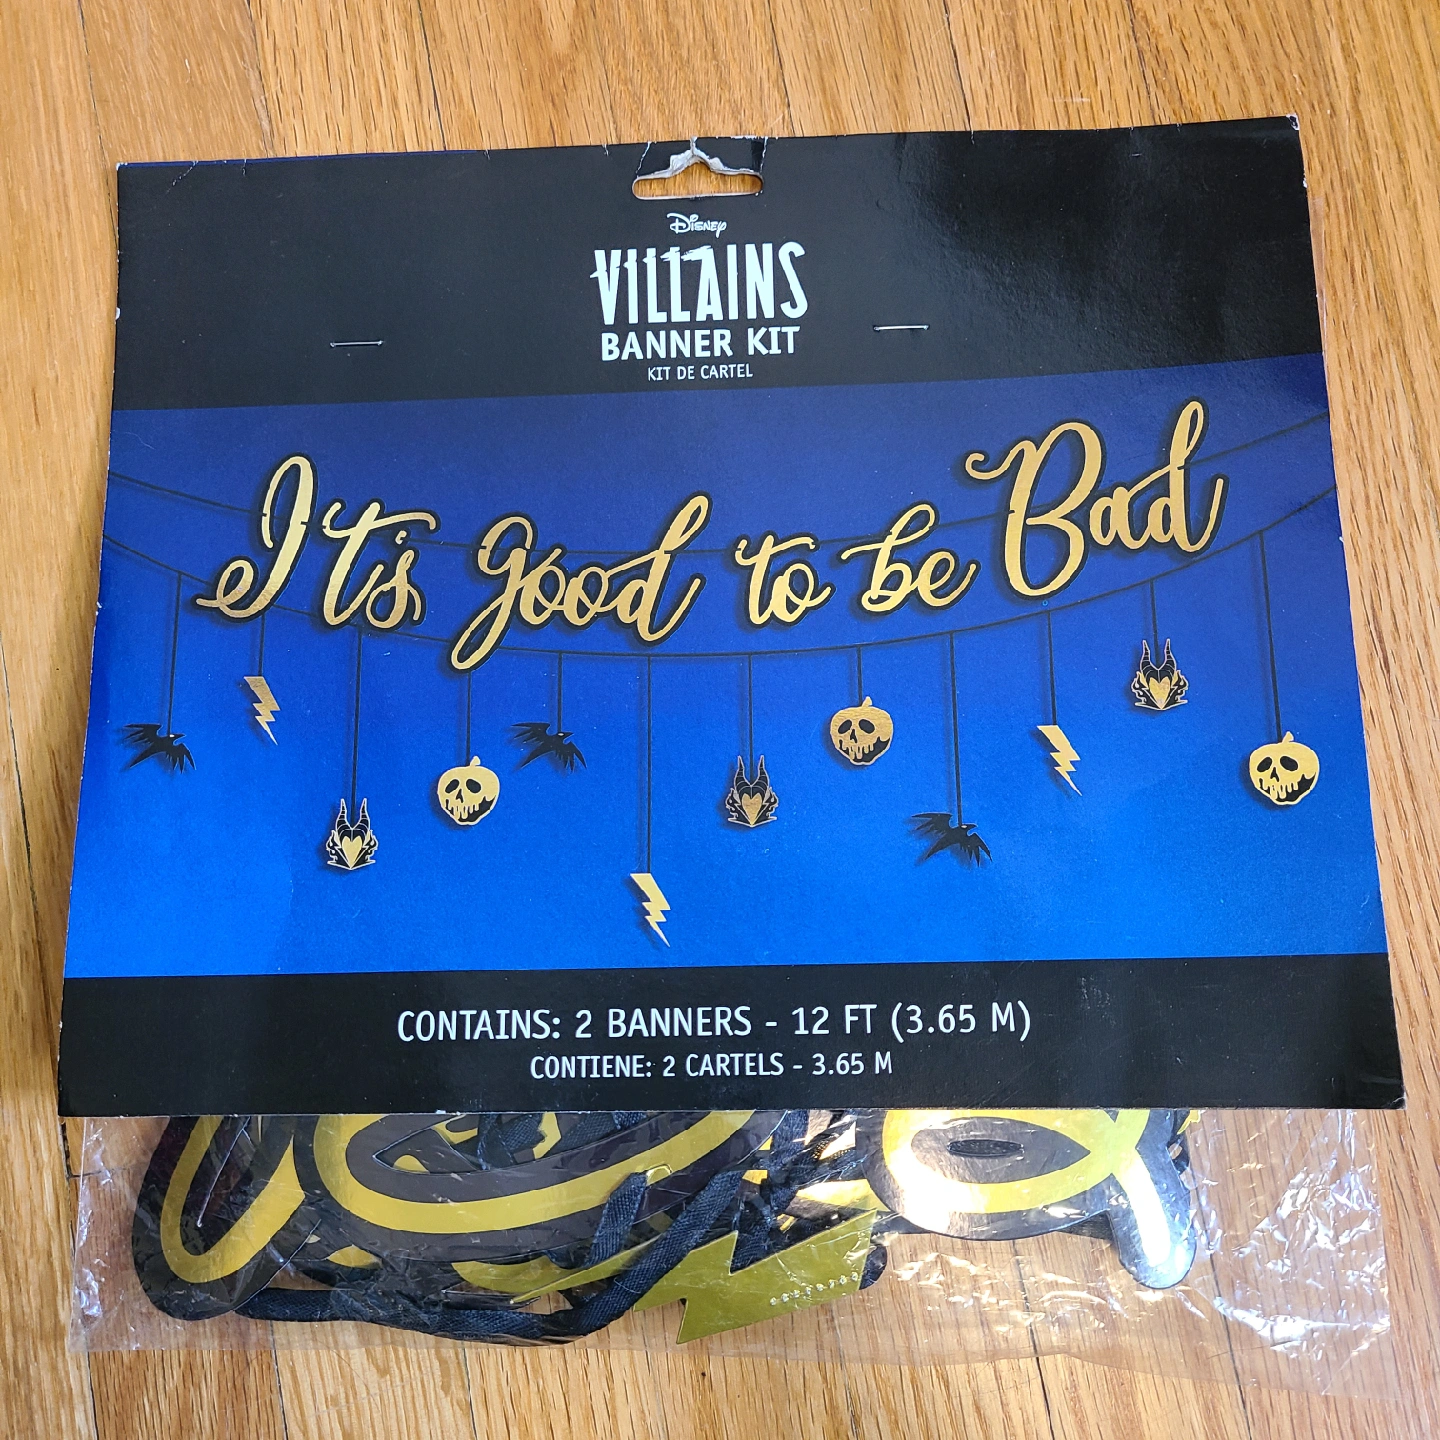 Disney
VILLAINS
BANNER KIT
KIT DE CARTEL
It's good to be Bad
CONTAINS: 2 BANNERS - 12 FT (3.65 M)
CONTIENE: 2 CARTELS - 3.65 M